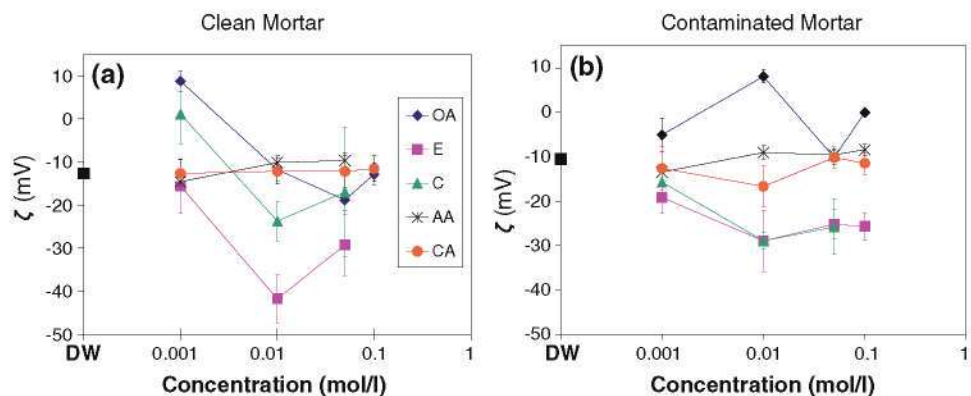 Clean Mortar
(a)
10
0
-10
-20
-30
-40
-50
ζ (mV)
DW
0.001
0.01
0.1
1
Concentration (mol/l)
OA
E
C
AA
CA
Contaminated Mortar
(b)
10
0
-10
-20
-30
-40
-50
ζ (mV)
DW
0.001
0.01
0.1
1
Concentration (mol/l)